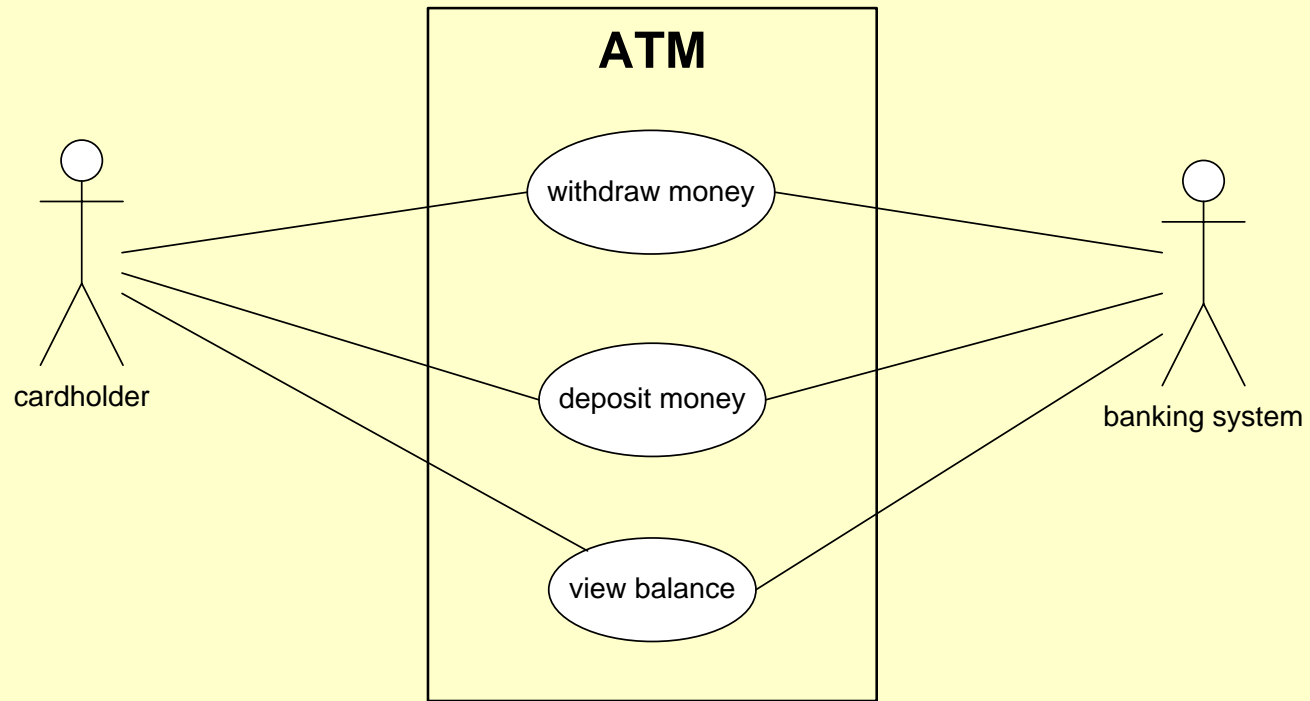 ATM
withdraw money
deposit money
view balance
cardholder
banking system